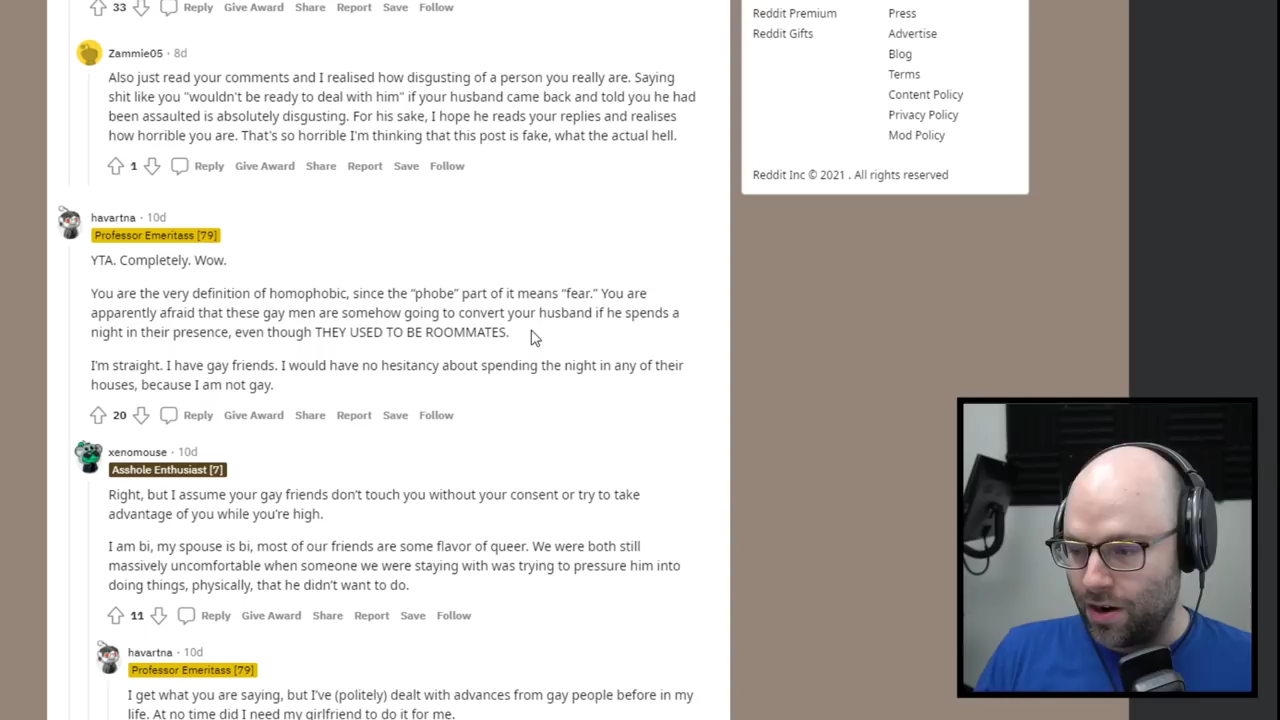 33 Reply Give Award Share Report Save Follow
Reddit Premium Press
Reddit Gifts Advertise
Blog
Terms
Content Policy
Privacy Policy
Mod Policy
Reddit Inc © 2021 . All rights reserved
Zammie05 · 8d
Also just read your comments and I realised how disgusting of a person you really are. Saying
shit like you "wouldn't be ready to deal with him" if your husband came back and told you he had
been assaulted is absolutely disgusting. For his sake, I hope he reads your replies and realises
how horrible you are. That's so horrible I'm thinking that this post is fake, what the actual hell.
1 Reply Give Award Share Report Save Follow
havartna · 10d
Professor Emeritass [79]
YTA. Completely. Wow.
You are the very definition of homophobic, since the “phobe” part of it means “fear.” You are
apparently afraid that these gay men are somehow going to convert your husband if he spends a
night in their presence, even though THEY USED TO BE ROOMMATES.
I'm straight. I have gay friends. I would have no hesitancy about spending the night in any of their
houses, because I am not gay.
20 Reply Give Award Share Report Save Follow
xenomouse · 10d
Asshole Enthusiast [7]
Right, but I assume your gay friends don't touch you without your consent or try to take
advantage of you while you're high.
I am bi, my spouse is bi, most of our friends are some flavor of queer. We were both still
massively uncomfortable when someone we were staying with was trying to pressure him into
doing things, physically, that he didn't want to do.
11 Reply Give Award Share Report Save Follow
havartna · 10d
Professor Emeritass [79]
I get what you are saying, but I've (politely) dealt with advances from gay people before in my
life. At no time did I need my girlfriend to do it for me.